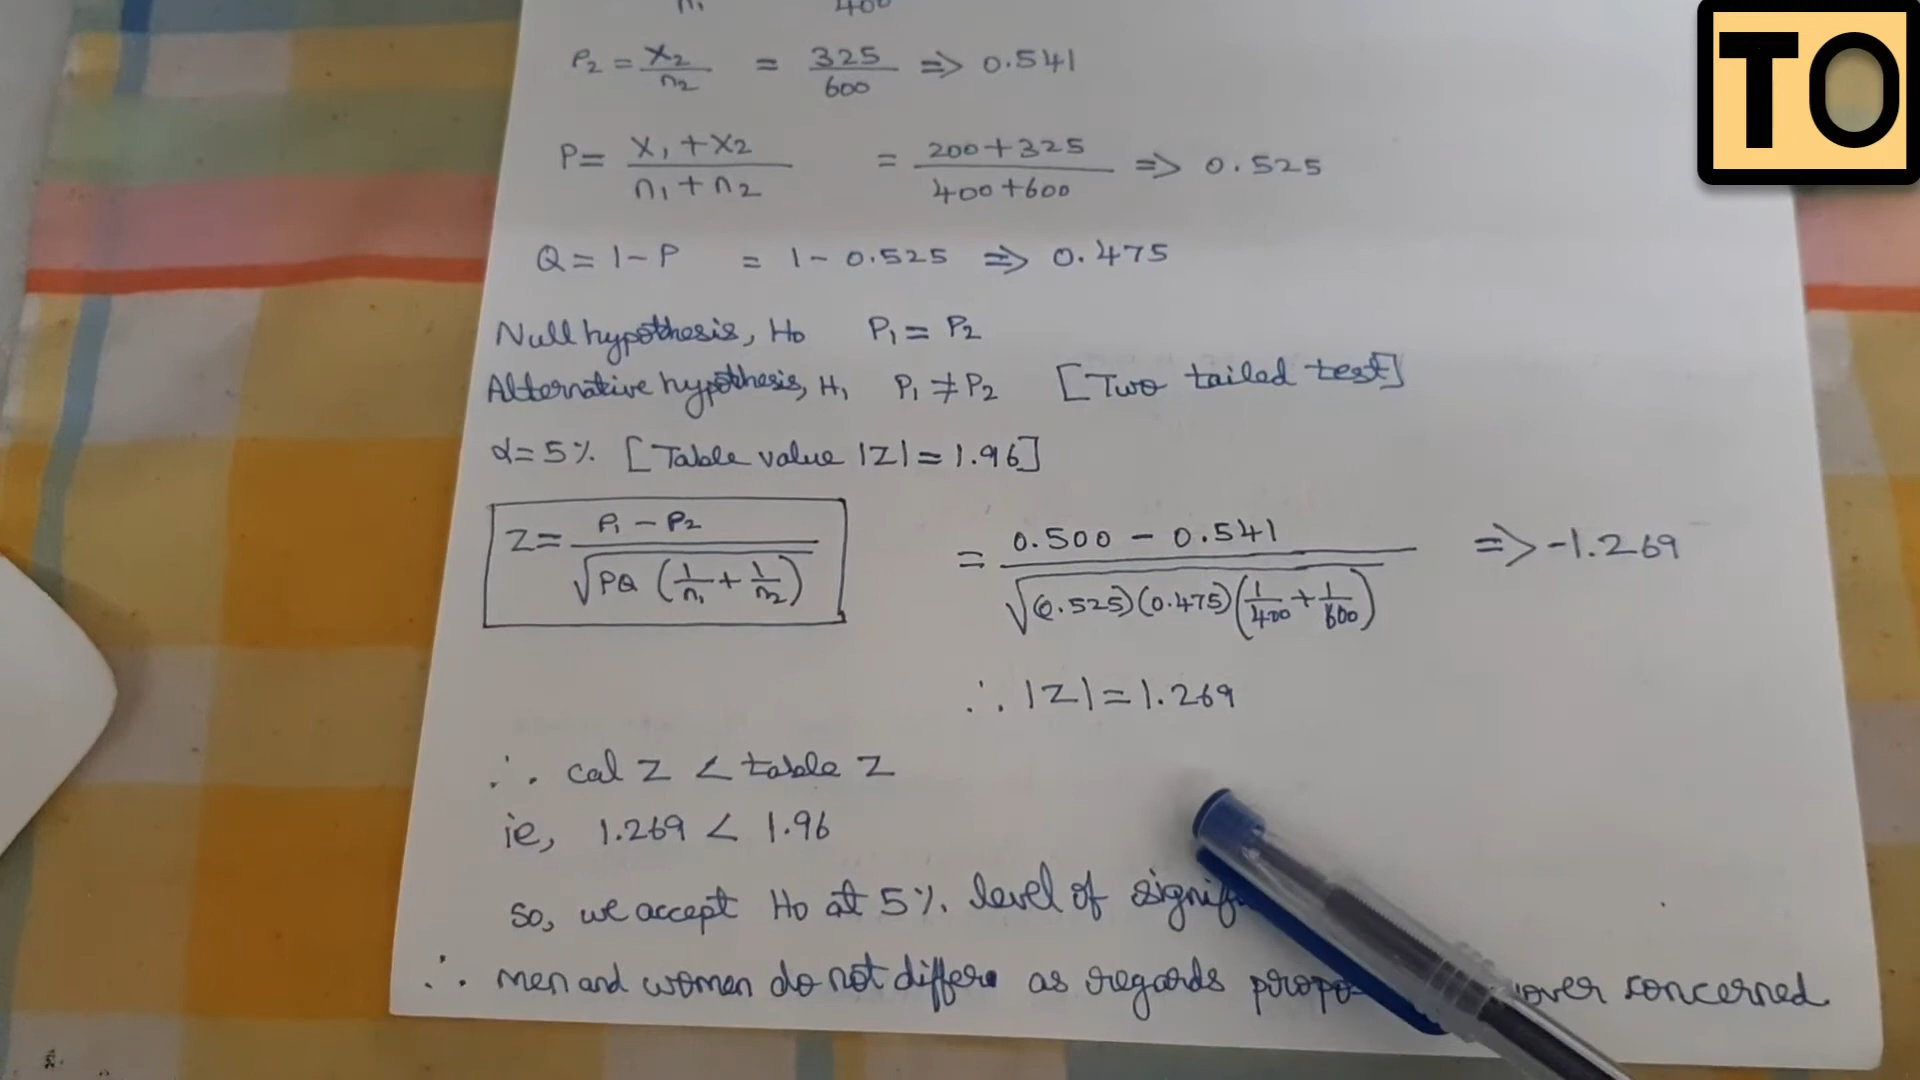 n₁ 400
P₂ = X₂/n₂ = 325/600 => 0.541
TO
P = X₁+X₂/n₁+n₂ = 200+325/400+600 => 0.525
Q = 1-P = 1-0.525 => 0.475
Null hypothesis, H₀ P₁ = P₂
Alternative hypothesis, H₁ P₁ ≠ P₂ [Two tailed test]
α=5% [Table value |Z| = 1.96]
Z = P₁ - P₂/√PQ (1/n₁ + 1/n₂) = 0.500 - 0.541/√(0.525)(0.475)(1/400 + 1/600) => -1.269
∴ |Z| = 1.269
∴ cal Z < table Z
ie, 1.269 < 1.96
so, we accept H₀ at 5% level of
∴ men and women do not differ as regards concerned